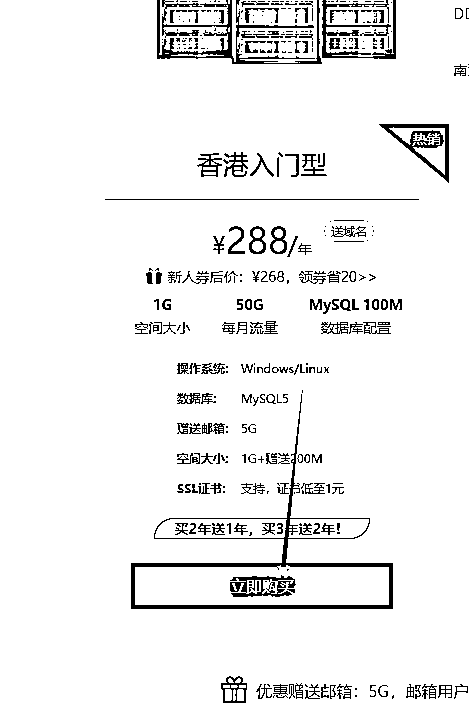 DD
南
热销
香港入门型
¥288/年 送域名
新人券后价：¥268，领券省20>>
1G 50G MySQL 100M
空间大小 每月流量 数据库配置
操作系统: Windows/Linux
数据库: MySQL5
赠送邮箱: 5G
空间大小: 1G+赠送200M
SSL证书: 支持，证书低至1元
买2年送1年，买3年送2年！
立即购买
优惠赠送邮箱：5G，邮箱用户